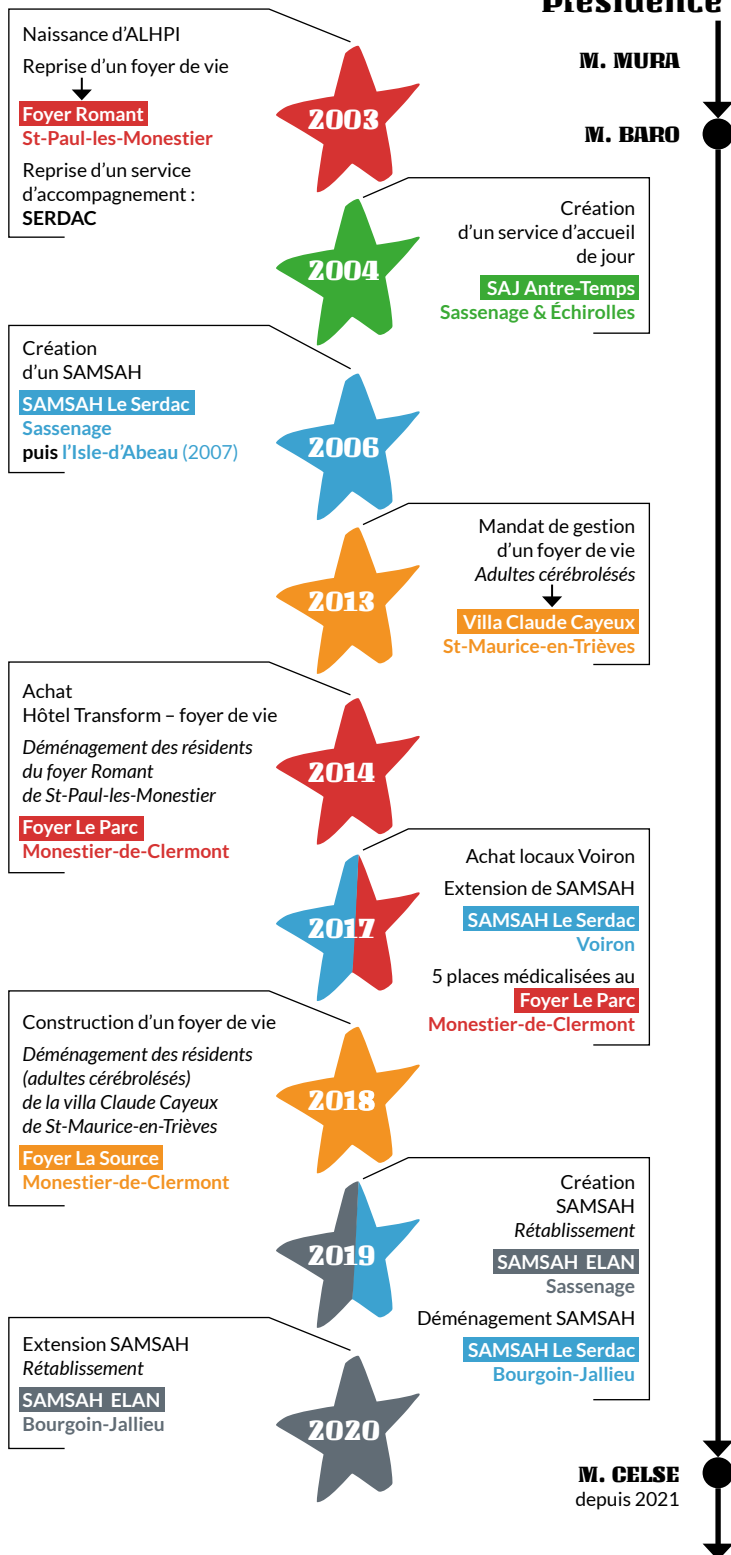 Présidence
M. MURA
M. BARO
Naissance d'ALHPI
Reprise d'un foyer de vie
Foyer Romant
St-Paul-les-Monestier
Reprise d'un service
d'accompagnement :
SERDAC
2003
2004
Création
d'un service d'accueil
de jour
SAJ Antre-Temps
Sassenage & Échirolles
Création
d'un SAMSAH
SAMSAH Le Serdac
Sassenage
puis l'Isle-d'Abeau (2007)
2006
2013
Mandat de gestion
d'un foyer de vie
Adultes cérébrolésés
Villa Claude Cayeux
St-Maurice-en-Trièves
Achat
Hôtel Transform – foyer de vie
Déménagement des résidents
du foyer Romant
de St-Paul-les-Monestier
Foyer Le Parc
Monestier-de-Clermont
2014
2017
Achat locaux Voiron
Extension de SAMSAH
SAMSAH Le Serdac
Voiron
5 places médicalisées au
Foyer Le Parc
Monestier-de-Clermont
Construction d'un foyer de vie
Déménagement des résidents
(adultes cérébrolésés)
de la villa Claude Cayeux
de St-Maurice-en-Trièves
Foyer La Source
Monestier-de-Clermont
2018
2019
Création
SAMSAH
Rétablissement
SAMSAH ELAN
Sassenage
Déménagement SAMSAH
SAMSAH Le Serdac
Bourgoin-Jallieu
Extension SAMSAH
Rétablissement
SAMSAH ELAN
Bourgoin-Jallieu
2020
M. CELSE
depuis 2021